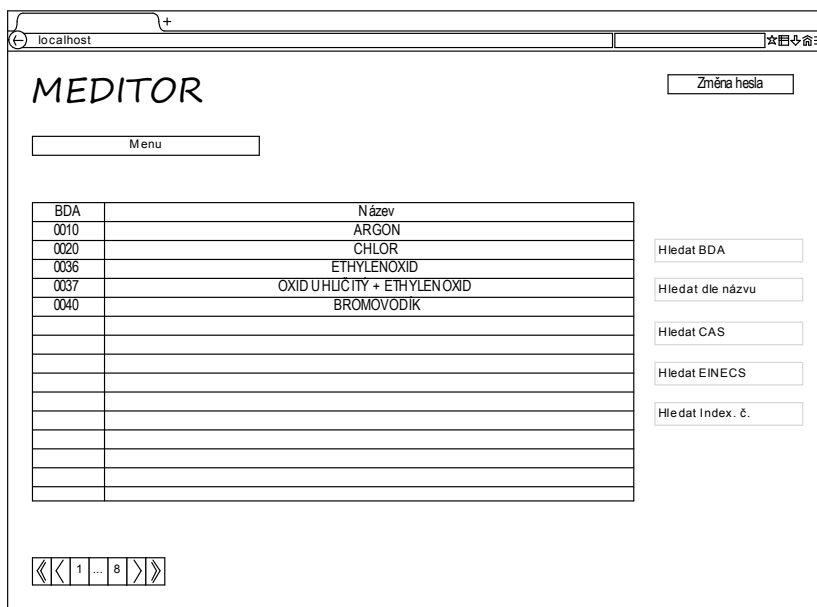 +
localhost
MEDITOR
Změna hesla
Menu
BDA Název
0010 ARGON
0020 CHLOR
0036 ETHYLENOXID
0037 OXID UHLIČITÝ + ETHYLENOXID
0040 BROMOVODÍK
Hledat BDA
Hledat dle názvu
Hledat CAS
Hledat EINECS
Hledat Index. č.
1 ... 8